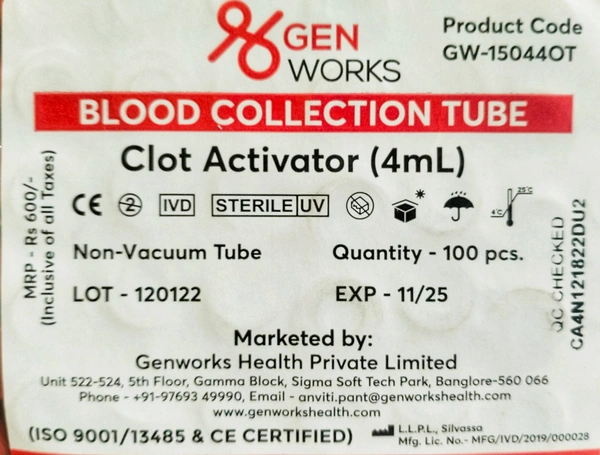 GEN
WORKS
Product Code
GW-15044OT
BLOOD COLLECTION TUBE
Clot Activator (4mL)
MRP - Rs 600/-
(Inclusive of all Taxes)
CE 2 IVD STERILE UV
25°C
4°C
Non-Vacuum Tube
Quantity - 100 pcs.
LOT - 120122
EXP - 11/25
QC CHECKED
CA4N121822DU2
Marketed by:
Genworks Health Private Limited
Unit 522-524, 5th Floor, Gamma Block, Sigma Soft Tech Park, Banglore-560 066
Phone - +91-97693 49990, Email - anviti.pant@genworkshealth.com
www.genworkshealth.com
(ISO 9001/13485 & CE CERTIFIED)
L.L.P.L., Silvassa
Mfg. Lic. No.- MFG/IVD/2019/000028